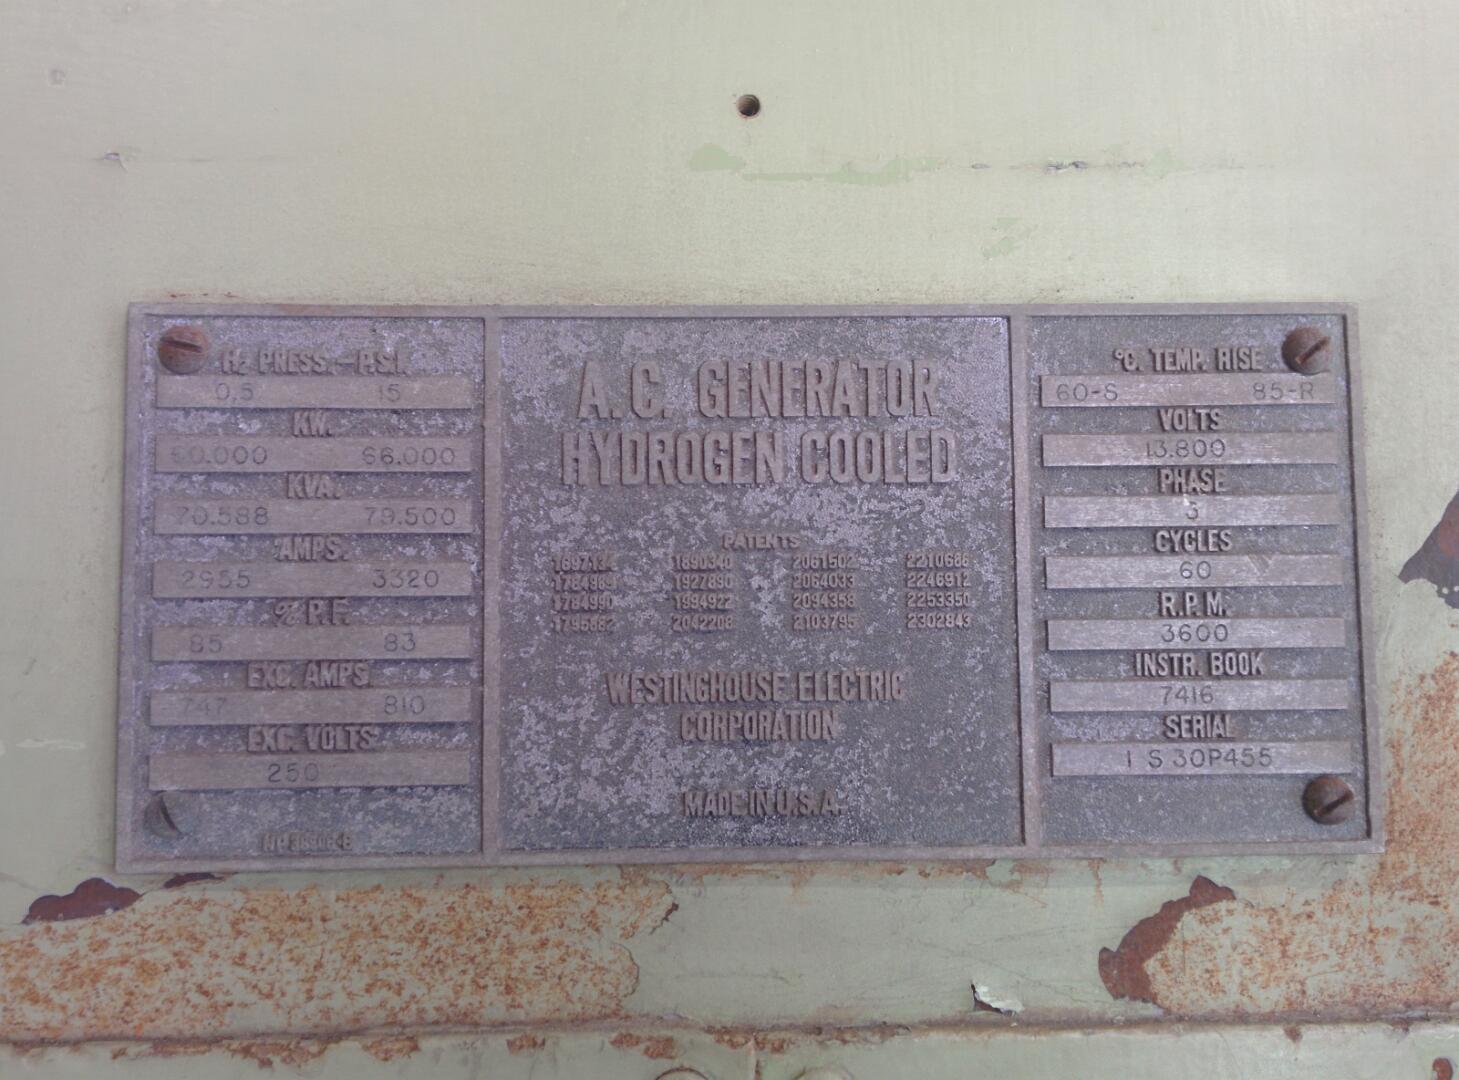 H₂ PRESS.—P.S.I.
0.5 15
KW.
60.000 66.000
KVA.
70.588 79.500
AMPS.
2955 3320
% P.F.
85 83
EXC. AMPS.
747 810
EXC. VOLTS
250
A.C. GENERATOR
HYDROGEN COOLED
PATENTS
1890340 2061502 2210686
1927890 2064033 2246912
1784990 1994922 2094358 2253350
1795882 2042208 2103795 2302843
WESTINGHOUSE ELECTRIC
CORPORATION
MADE IN U.S.A.
°C. TEMP. RISE
60-S 85-R
VOLTS
13.800
PHASE
3
CYCLES
60
R.P.M.
3600
INSTR. BOOK
7416
SERIAL
1 S 30P455